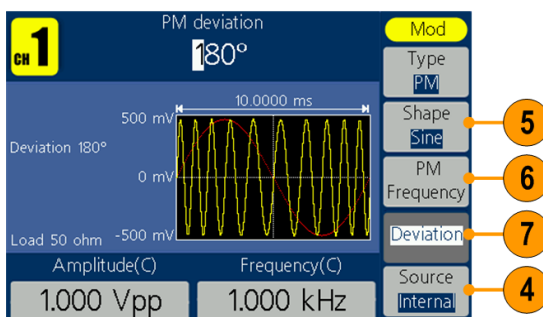 CH 1
PM deviation
180°
Mod
Type
PM
Shape
Sine
5
PM
Frequency
6
Deviation
7
Source
Internal
4
10.0000 ms
500 mV
Deviation 180°
0 mV
Load 50 ohm
-500 mV
Amplitude(C)
1.000 Vpp
Frequency(C)
1.000 kHz